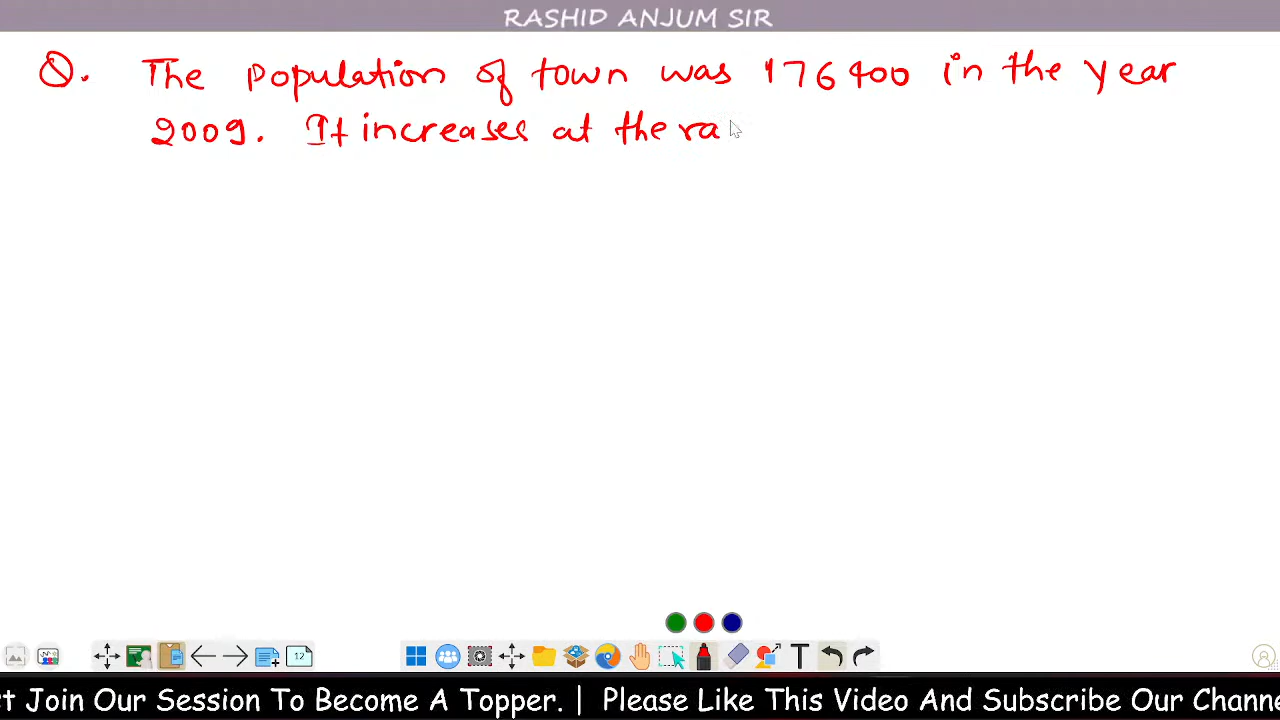 RASHID ANJUM SIR
Q. The population of town was 176400 in the year
2009. It increases at the ra
12
t Join Our Session To Become A Topper. | Please Like This Video And Subscribe Our Channe